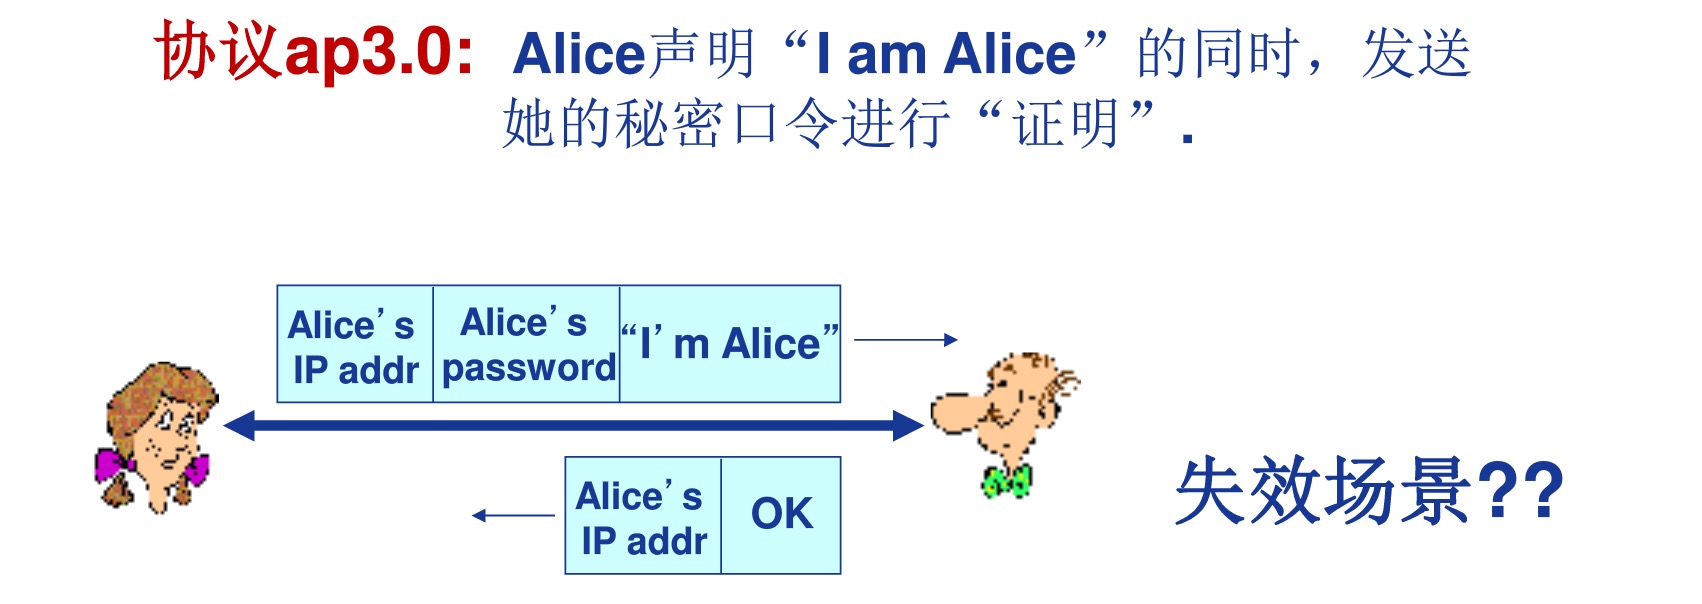 协议ap3.0: Alice声明“I am Alice”的同时，发送
她的秘密口令进行“证明”.
Alice’s
IP addr
Alice’s
password
“I’m Alice”
Alice’s
IP addr
OK
失效场景??